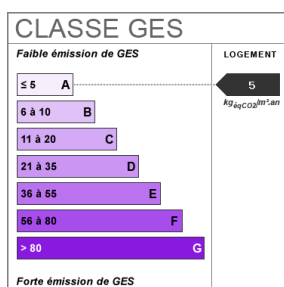 CLASSE GES
Faible émission de GES
LOGEMENT
≤ 5 A
5
kgéqCO2/m².an
6 à 10 B
11 à 20 C
21 à 35 D
36 à 55 E
56 à 80 F
> 80 G
Forte émission de GES